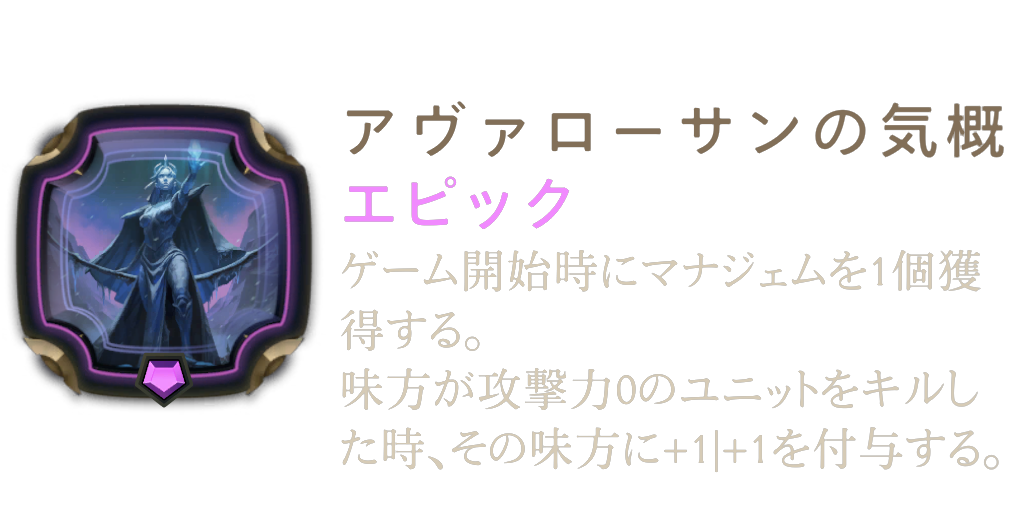 アヴァローサンの気概
エピック
ゲーム開始時にマナジェムを1個獲
得する。
味方が攻撃力0のユニットをキルし
た時、その味方に+1|+1を付与する。